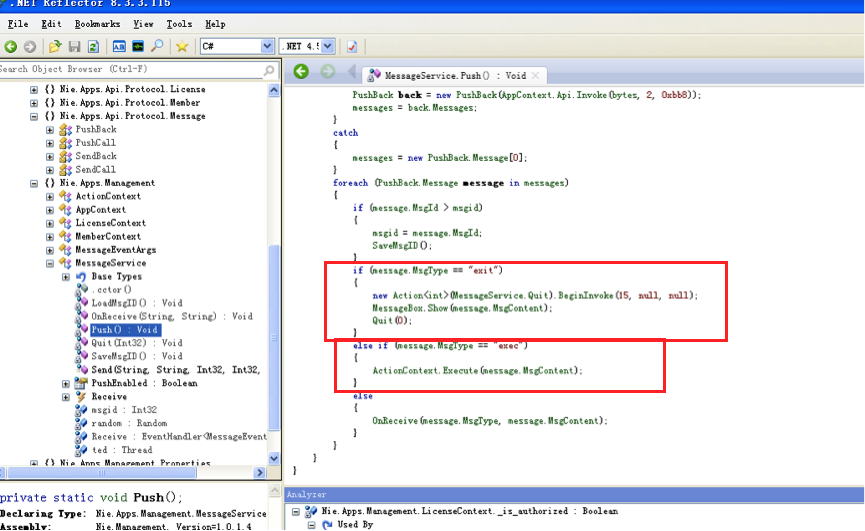 .NET Reflector 8.3.3.115
File Edit Bookmarks View Tools Help
C# .NET 4.5
Search Object Browser (Ctrl-F)
{} Nie.Apps.Api.Protocol.License
{} Nie.Apps.Api.Protocol.Member
{} Nie.Apps.Api.Protocol.Message
PushBack
PushCall
SendBack
SendCall
{} Nie.Apps.Management
ActionContext
AppContext
LicenseContext
MemberContext
MessageEventArgs
MessageService
Base Types
.cctor()
LoadMsgID() : Void
OnReceive(String, String) : Void
Push() : Void
Quit(Int32) : Void
SaveMsgID() : Void
Send(String, String, Int32, Int32,
PushEnabled : Boolean
Receive
msgid : Int32
random : Random
Receive : EventHandler<MessageEvent
ted : Thread
{} Nie.Apps.Management.Properties
private static void Push();
Declaring Type: Nie.Apps.Management.MessageService
Assembly: Nie.Management, Version=1.0.1.4
MessageService.Push() : Void
PushBack back = new PushBack(AppContext.Api.Invoke(bytes, 2, 0xbb8));
messages = back.Messages;
}
catch
{
messages = new PushBack.Message[0];
}
foreach (PushBack.Message message in messages)
{
if (message.MsgId > msgid)
{
msgid = message.MsgId;
SaveMsgID();
}
if (message.MsgType == "exit")
{
new Action<int>(MessageService.Quit).BeginInvoke(15, null, null);
MessageBox.Show(message.MsgContent);
Quit(0);
}
else if (message.MsgType == "exec")
{
ActionContext.Execute(message.MsgContent);
}
else
{
OnReceive(message.MsgType, message.MsgContent);
}
}
}
}
Analyzer
Nie.Apps.Management.LicenseContext._is_authorized : Boolean
Used By